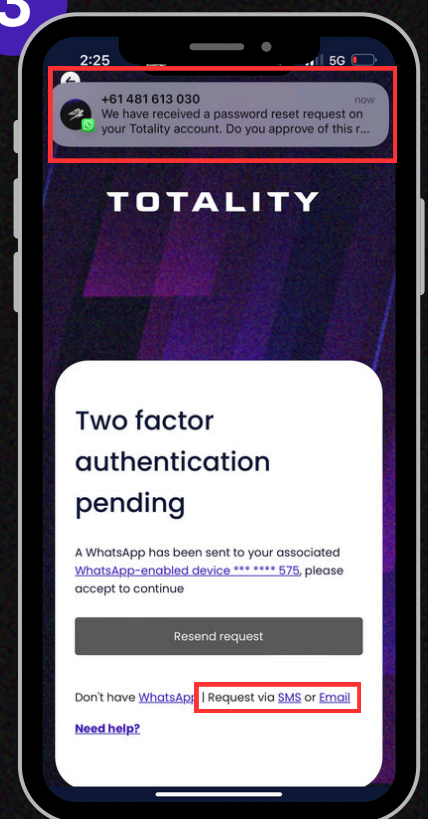 3
2:25
5G
+61 481 613 030 now
We have received a password reset request on
your Totality account. Do you approve of this r...
TOTALITY
Two factor
authentication
pending
A WhatsApp has been sent to your associated
WhatsApp-enabled device *** **** 575, please
accept to continue
Resend request
Don't have WhatsApp | Request via SMS or Email
Need help?